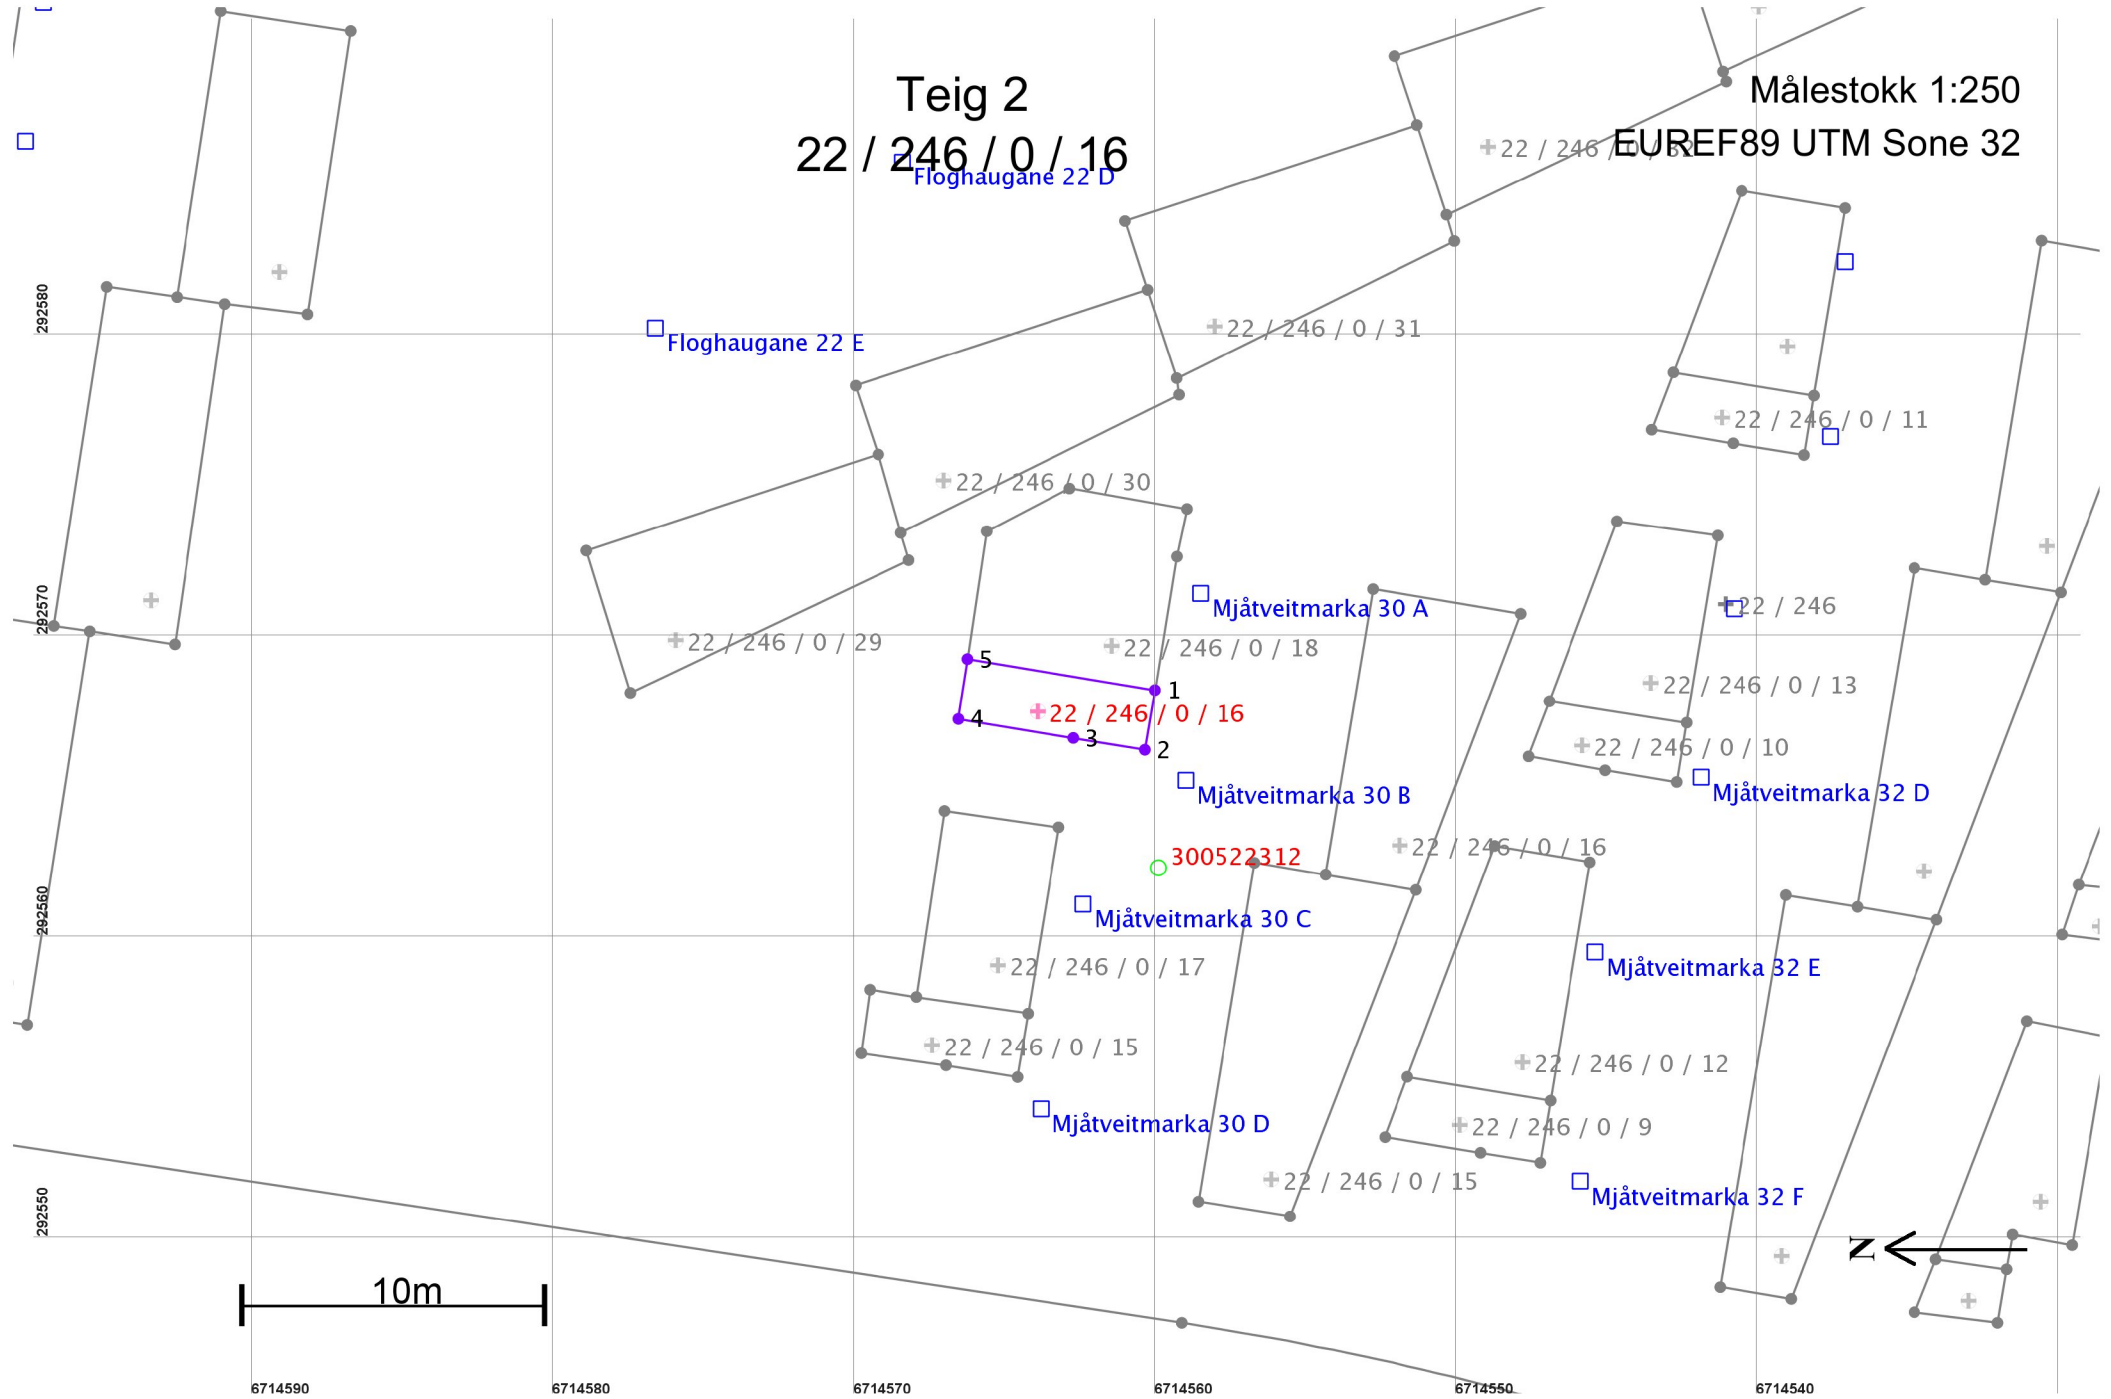 Teig 2
Målestokk 1:250
22 / 246 / 0 / 16
EUREF89 UTM Sone 32
22 / 246 / 0 / 32
Floghaugane 22 D
292580
22 / 246 / 0 / 31
Floghaugane 22 E
22 / 246 / 0 / 11
22 / 246 / 0 / 30
292570
Mjåtveitmarka 30 A
22 / 246
22 / 246 / 0 / 29
22 / 246 / 0 / 18
5
1
22 / 246 / 0 / 13
22 / 246 / 0 / 16
4
3
2
22 / 246 / 0 / 10
Mjåtveitmarka 30 B
Mjåtveitmarka 32 D
22 / 246 / 0 / 16
300522312
292560
Mjåtveitmarka 30 C
22 / 246 / 0 / 17
Mjåtveitmarka 32 E
22 / 246 / 0 / 15
22 / 246 / 0 / 12
Mjåtveitmarka 30 D
22 / 246 / 0 / 9
22 / 246 / 0 / 15
Mjåtveitmarka 32 F
292550
N
10m
6714590
6714580
6714570
6714560
6714550
6714540